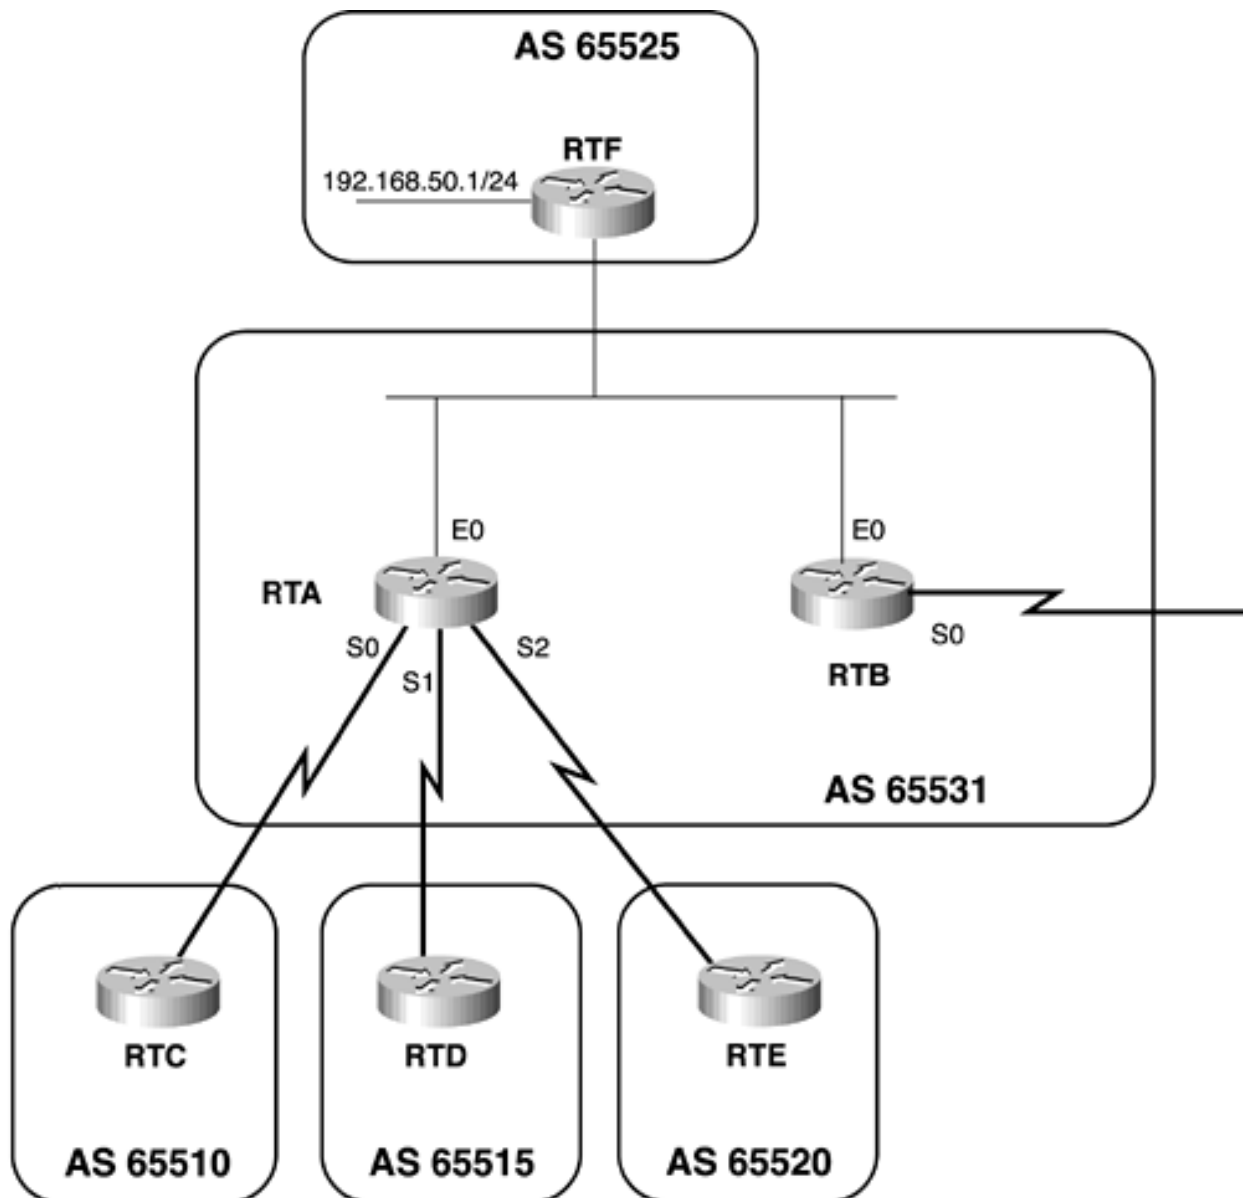 AS 65525
RTF
192.168.50.1/24
E0
E0
RTA
S0
S1
S2
S0
RTB
AS 65531
RTC
RTD
RTE
AS 65510
AS 65515
AS 65520